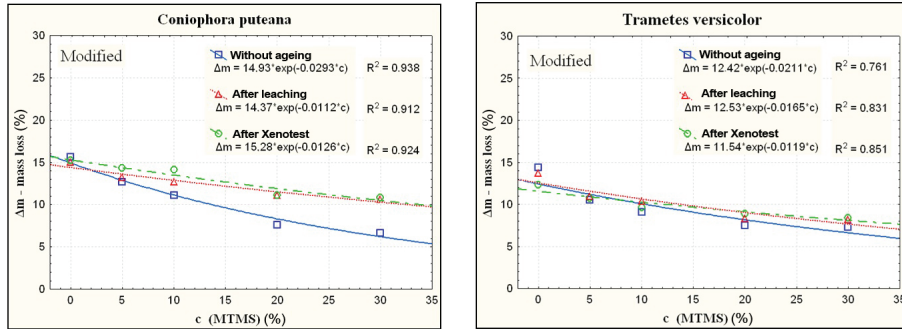 Coniophora puteana
Modified
Without ageing
Δm = 14.93*exp(-0.0293*c) R² = 0.938
After leaching
Δm = 14.37*exp(-0.0112*c) R² = 0.912
After Xenotest
Δm = 15.28*exp(-0.0126*c) R² = 0.924
Δm - mass loss (%)
30
25
20
15
10
5
0
0 5 10 15 20 25 30 35
c (MTMS) (%)
Trametes versicolor
Modified
Without ageing
Δm = 12.42*exp(-0.0211*c) R² = 0.761
After leaching
Δm = 12.53*exp(-0.0165*c) R² = 0.831
After Xenotest
Δm = 11.54*exp(-0.0119*c) R² = 0.851
Δm - mass loss (%)
30
25
20
15
10
5
0
0 5 10 15 20 25 30 35
c (MTMS) (%)